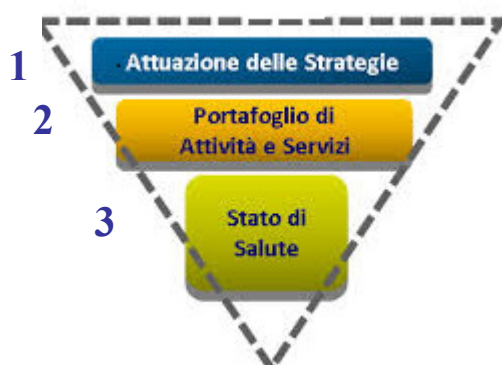 1 Attuazione delle Strategie
2 Portafoglio di
Attività e Servizi
3 Stato di
Salute